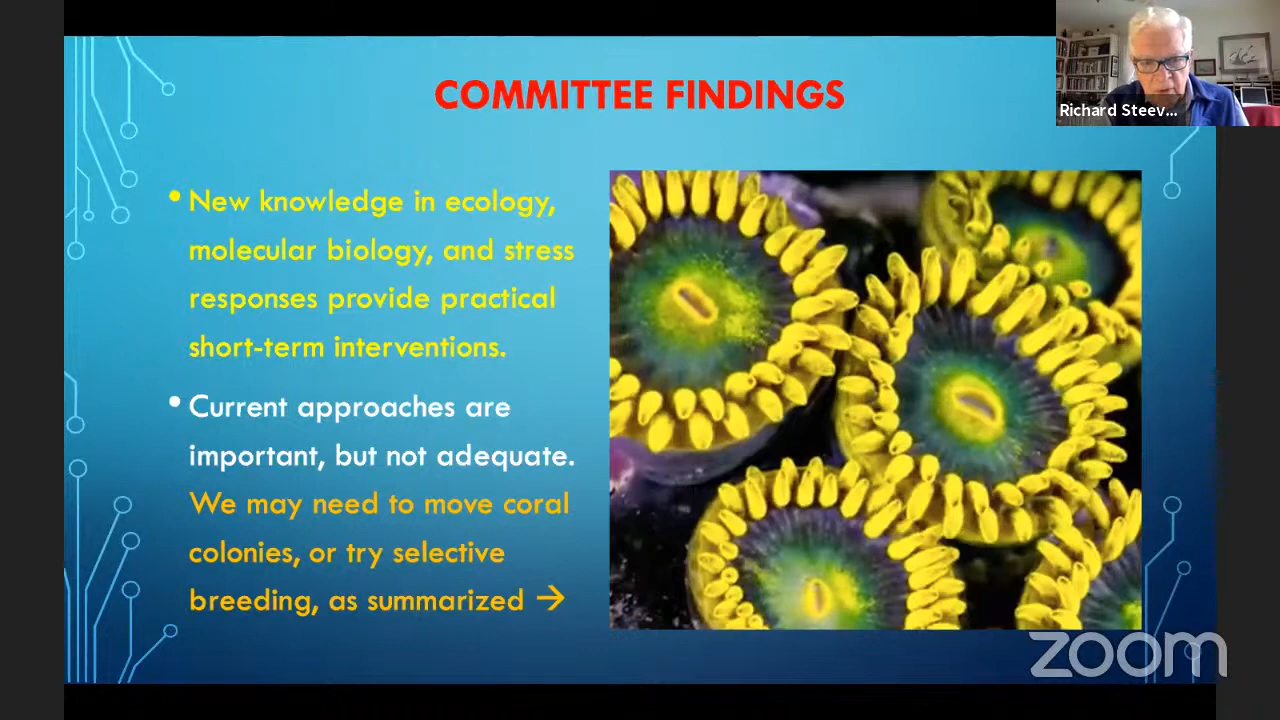 COMMITTEE FINDINGS
Richard Steev...
• New knowledge in ecology,
molecular biology, and stress
responses provide practical
short-term interventions.
• Current approaches are
important, but not adequate.
We may need to move coral
colonies, or try selective
breeding, as summarized →
zoom